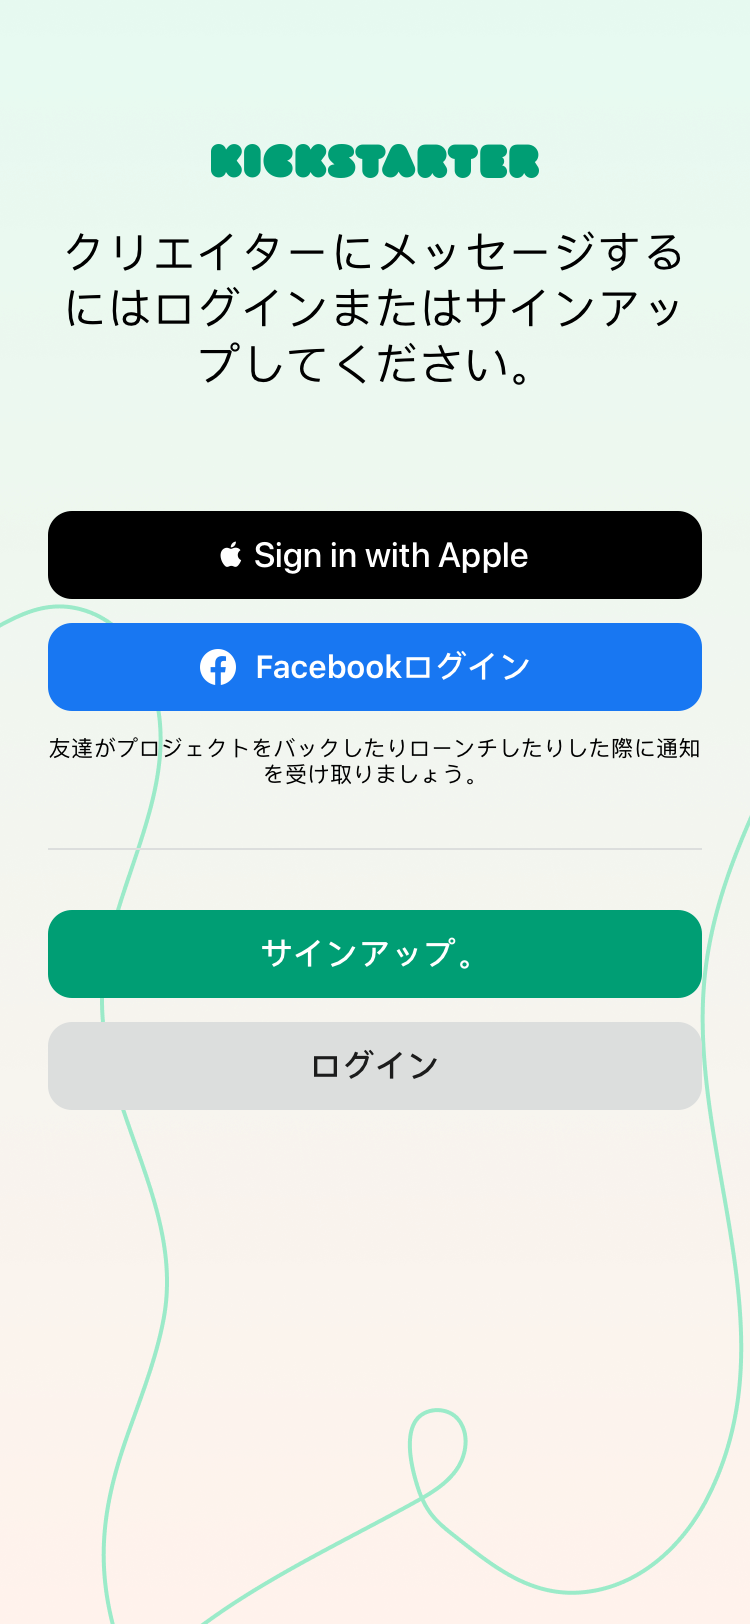 KICKSTARTER
クリエイターにメッセージする
にはログインまたはサインアッ
プしてください。
Sign in with Apple
Facebookログイン
友達がプロジェクトをバックしたりローンチしたりした際に通知
を受け取りましょう。
サインアップ。
ログイン